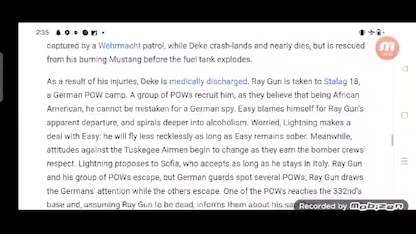 2:35
captured by a Wehrmacht patrol, while Deke crash-lands and nearly dies, but is rescued
from his burning Mustang before the fuel tank explodes.
As a result of his injuries, Deke is medically discharged. Ray Gun is taken to Stalag 18,
a German POW camp. A group of POWs recruit him, as they believe that being African
American, he cannot be mistaken for a German spy. Easy blames himself for Ray Gun's
apparent departure, and spirals deeper into alcoholism. Worried, Lightning makes a
deal with Easy: he will fly less recklessly as long as Easy remains sober. Meanwhile,
attitudes against the Tuskegee Airmen begin to change as they earn the bomber crews'
respect. Lightning proposes to Sofia, who accepts as long as he stays in Italy. Ray Gun
and his group of POWs escape, but German guards spot several POWs; Ray Gun draws
the Germans' attention while the others escape. One of the POWs reaches the 332nd's
base and, assuming Ray Gun to be dead, informs them about his
Recorded by
Mobizen